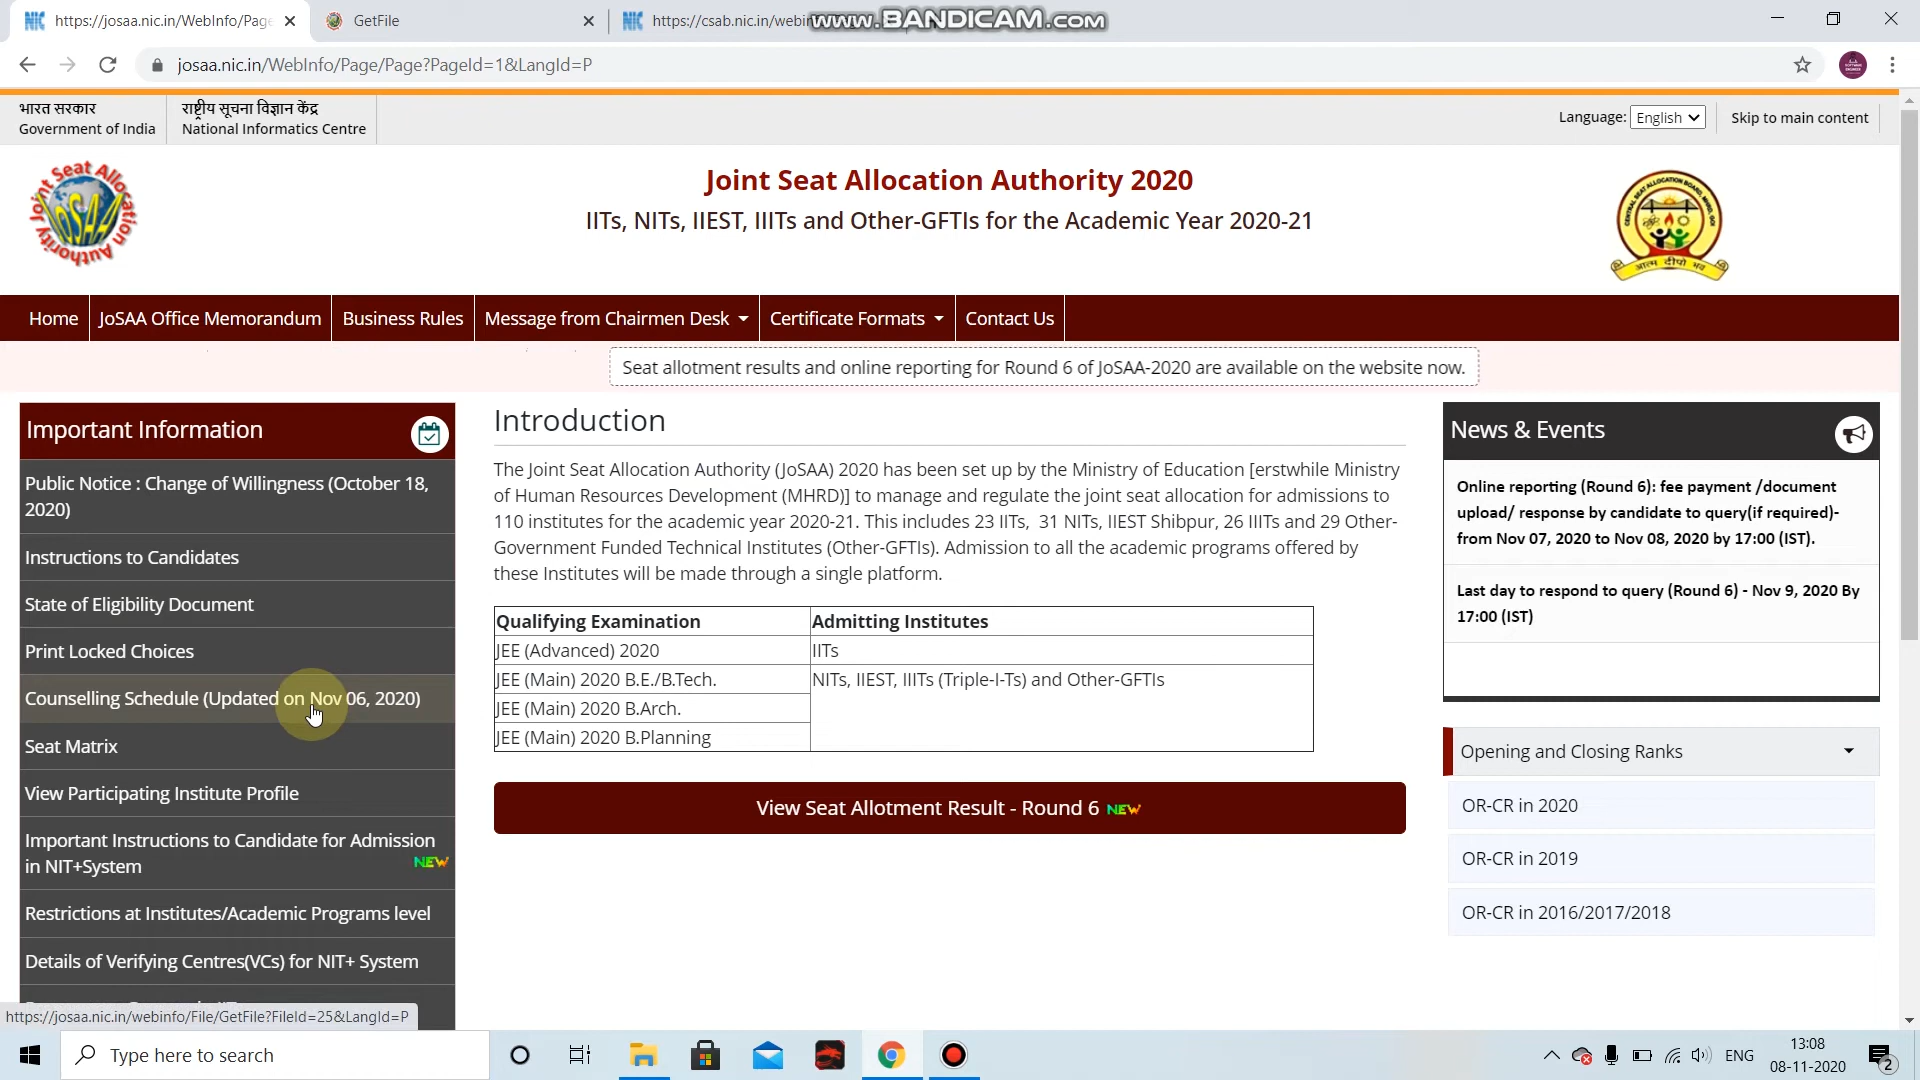 https://josaa.nic.in/WebInfo/Page
GetFile
https://csab.nic.in/webin
www.BANDICAM.com
josaa.nic.in/WebInfo/Page/Page?PageId=1&LangId=P
भारत सरकार
Government of India
राष्ट्रीय सूचना विज्ञान केंद्र
National Informatics Centre
Language: English
Skip to main content
Joint Seat Allocation Authority
JoSAA
Joint Seat Allocation Authority 2020
IITs, NITs, IIEST, IIITs and Other-GFTIs for the Academic Year 2020-21
CENTRAL SEAT ALLOCATION BOARD
आत्म दीपो भव
Home
JoSAA Office Memorandum
Business Rules
Message from Chairmen Desk
Certificate Formats
Contact Us
Seat allotment results and online reporting for Round 6 of JoSAA-2020 are available on the website now.
Important Information
Public Notice : Change of Willingness (October 18,
2020)
Instructions to Candidates
State of Eligibility Document
Print Locked Choices
Counselling Schedule (Updated on Nov 06, 2020)
Seat Matrix
View Participating Institute Profile
Important Instructions to Candidate for Admission
in NIT+System NEW
Restrictions at Institutes/Academic Programs level
Details of Verifying Centres(VCs) for NIT+ System
https://josaa.nic.in/webinfo/File/GetFile?FileId=25&LangId=P
Introduction
The Joint Seat Allocation Authority (JoSAA) 2020 has been set up by the Ministry of Education [erstwhile Ministry
of Human Resources Development (MHRD)] to manage and regulate the joint seat allocation for admissions to
110 institutes for the academic year 2020-21. This includes 23 IITs, 31 NITs, IIEST Shibpur, 26 IIITs and 29 Other-
Government Funded Technical Institutes (Other-GFTIs). Admission to all the academic programs offered by
these Institutes will be made through a single platform.
Qualifying Examination Admitting Institutes
JEE (Advanced) 2020 IITs
JEE (Main) 2020 B.E./B.Tech. NITs, IIEST, IIITs (Triple-I-Ts) and Other-GFTIs
JEE (Main) 2020 B.Arch.
JEE (Main) 2020 B.Planning
View Seat Allotment Result - Round 6 NEW
News & Events
Online reporting (Round 6): fee payment /document
upload/ response by candidate to query(if required)-
from Nov 07, 2020 to Nov 08, 2020 by 17:00 (IST).
Last day to respond to query (Round 6) - Nov 9, 2020 By
17:00 (IST)
Opening and Closing Ranks
OR-CR in 2020
OR-CR in 2019
OR-CR in 2016/2017/2018
Type here to search
ENG
13:08
08-11-2020
2